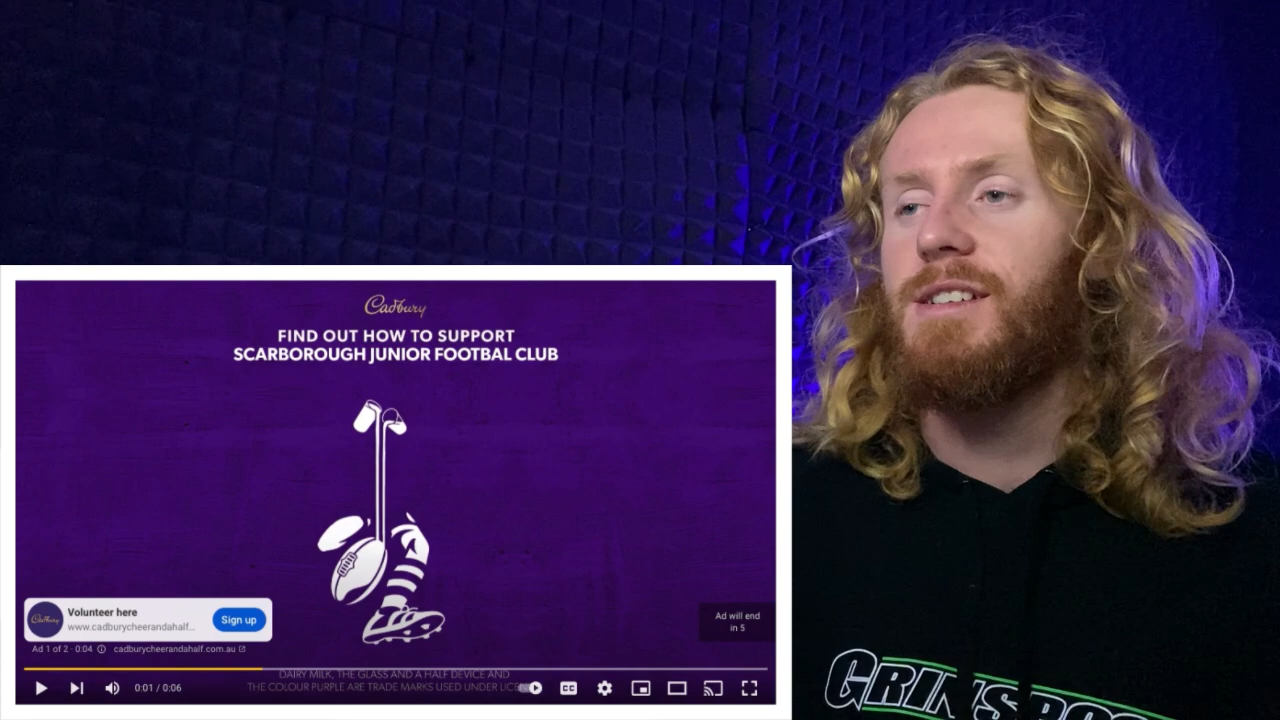 Cadbury
FIND OUT HOW TO SUPPORT
SCARBOROUGH JUNIOR FOOTBAL CLUB
Cadbury
Volunteer here
www.cadburycheerandahalf...
Sign up
Ad will end
in 5
Ad 1 of 2 · 0:04
cadburycheerandahalf.com.au
DAIRY MILK, THE GLASS AND A HALF DEVICE AND
THE COLOUR PURPLE ARE TRADE MARKS USED UNDER
0:01 / 0:06
CC